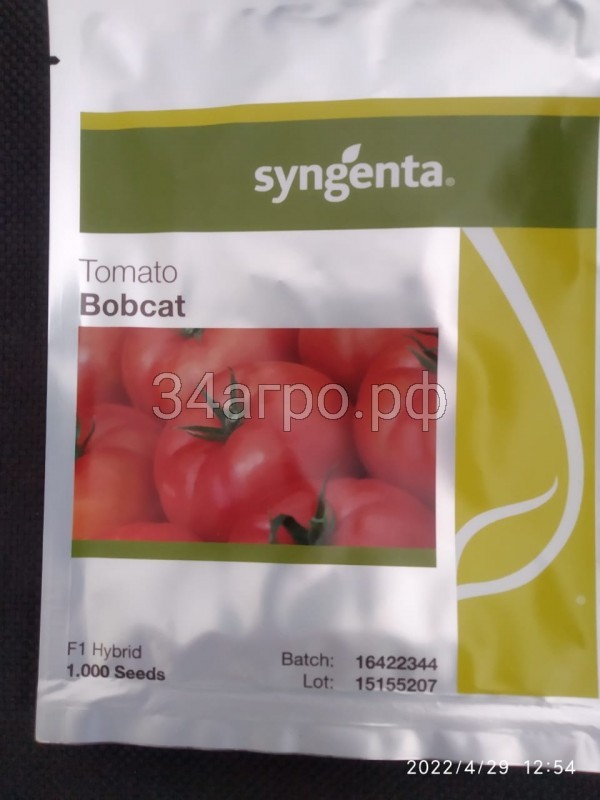 syngenta®
Tomato
Bobcat
34агро.рф
F1 Hybrid
1.000 Seeds
Batch: 16422344
Lot: 15155207
2022/4/29 12:54